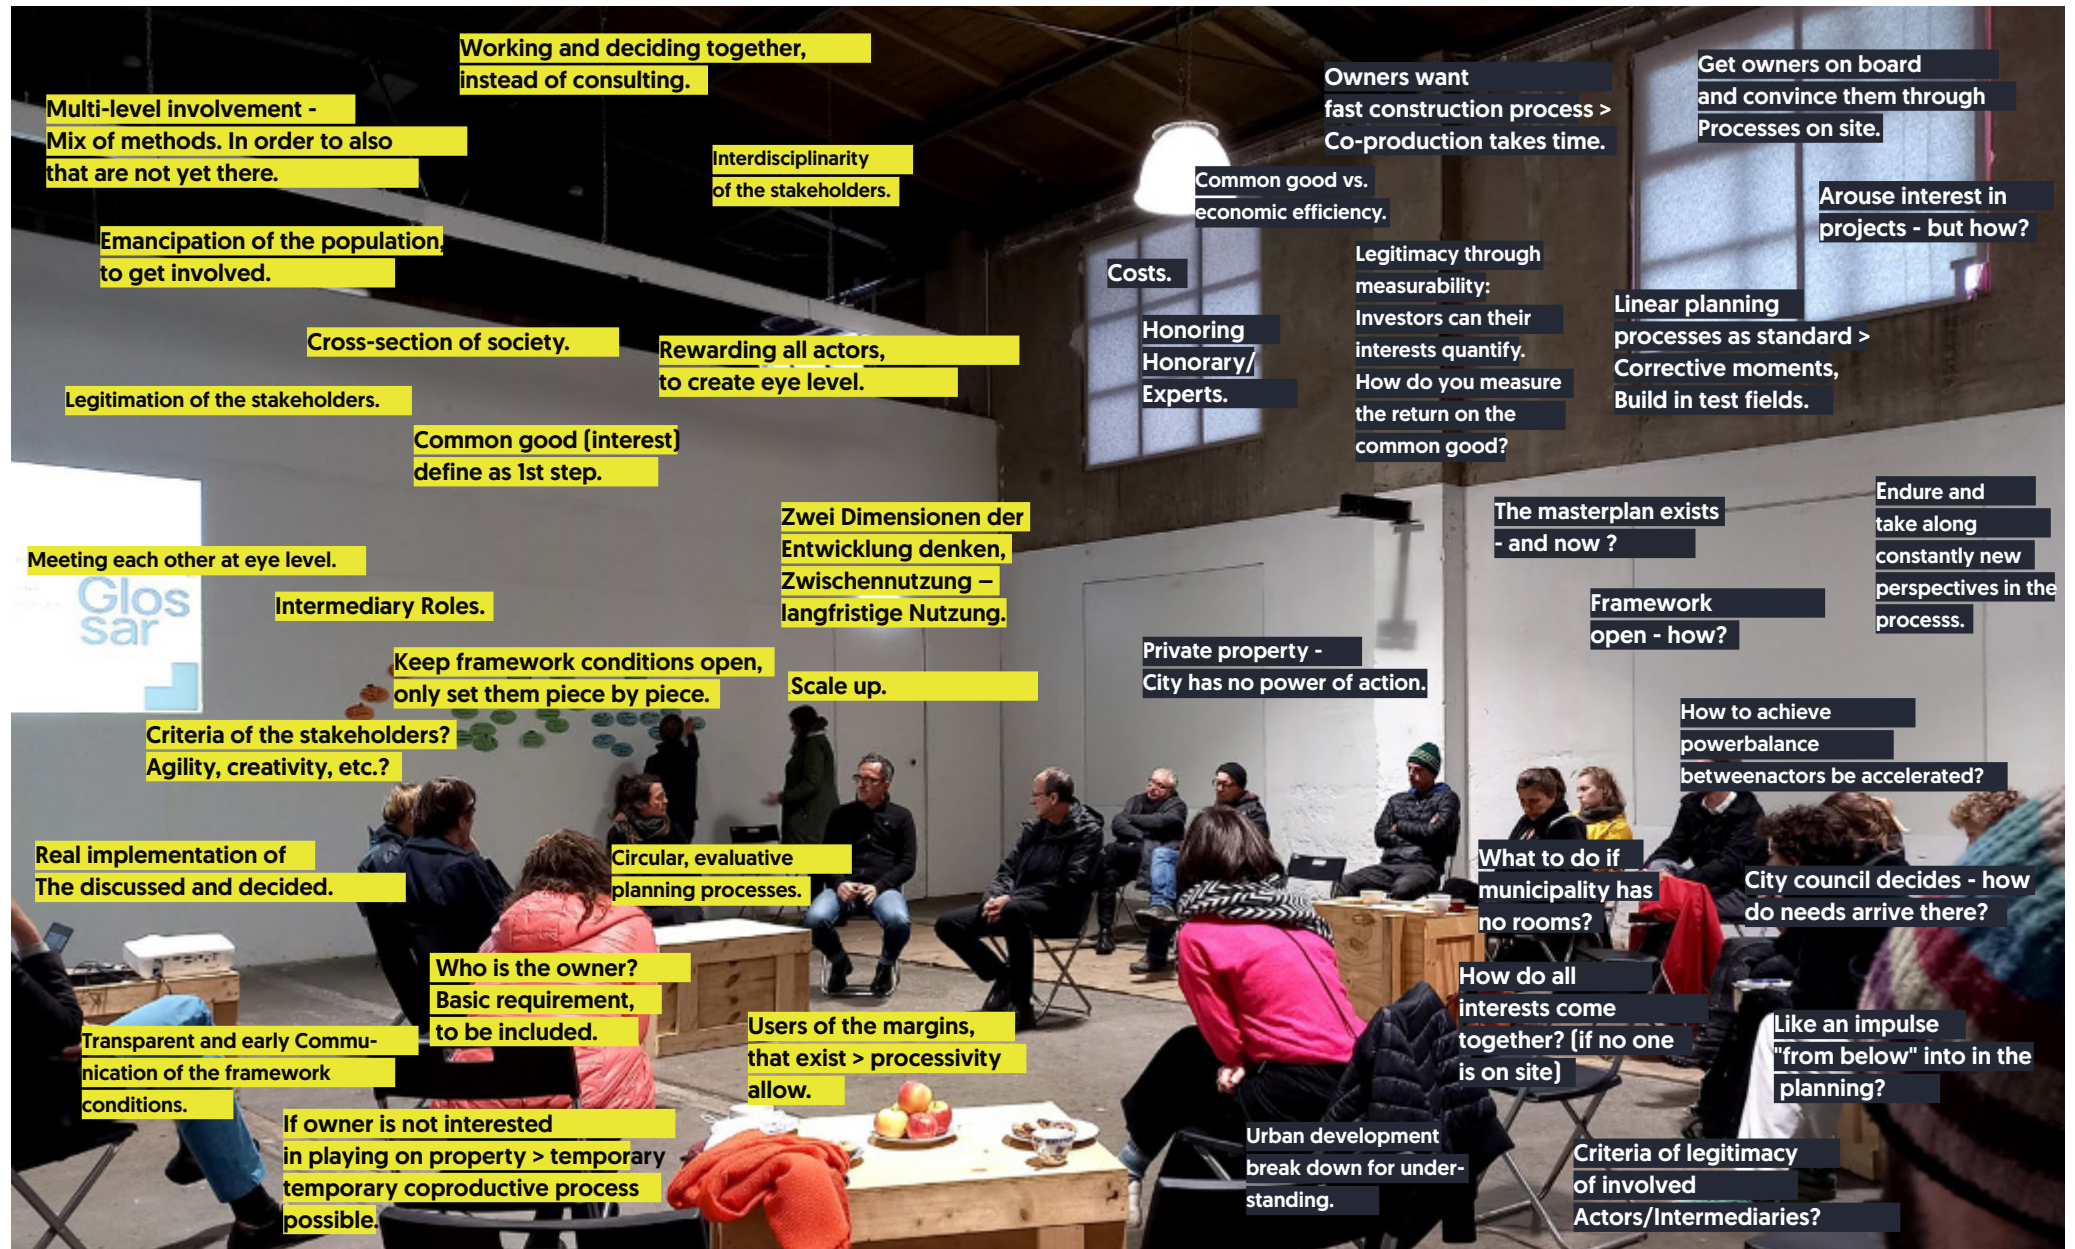 Working and deciding together,
instead of consulting.
Multi-level involvement -
Mix of methods. In order to also
that are not yet there.
Interdisciplinarity
of the stakeholders.
Emancipation of the population,
to get involved.
Cross-section of society.
Rewarding all actors,
to create eye level.
Legitimation of the stakeholders.
Common good (interest)
define as 1st step.
Zwei Dimensionen der
Entwicklung denken,
Zwischennutzung –
langfristige Nutzung.
Meeting each other at eye level.
Glos
sar
Intermediary Roles.
Keep framework conditions open,
only set them piece by piece.
Scale up.
Criteria of the stakeholders?
Agility, creativity, etc.?
Real implementation of
The discussed and decided.
Circular, evaluative
planning processes.
Who is the owner?
Basic requirement,
to be included.
Users of the margins,
that exist > processivity
allow.
Transparent and early Commu-
nication of the framework
conditions.
If owner is not interested
in playing on property > temporary
temporary coproductive process
possible.
Owners want
fast construction process >
Co-production takes time.
Get owners on board
and convince them through
Processes on site.
Common good vs.
economic efficiency.
Arouse interest in
projects - but how?
Costs.
Legitimacy through
measurability:
Investors can their
interests quantify.
How do you measure
the return on the
common good?
Honoring
Honorary/
Experts.
Linear planning
processes as standard >
Corrective moments,
Build in test fields.
The masterplan exists
- and now ?
Endure and
take along
constantly new
perspectives in the
processs.
Framework
open - how?
Private property -
City has no power of action.
How to achieve
powerbalance
betweenactors be accelerated?
What to do if
municipality has
no rooms?
City council decides - how
do needs arrive there?
How do all
interests come
together? (if no one
is on site)
Like an impulse
"from below" into in the
planning?
Urban development
break down for under-
standing.
Criteria of legitimacy
of involved
Actors/Intermediaries?